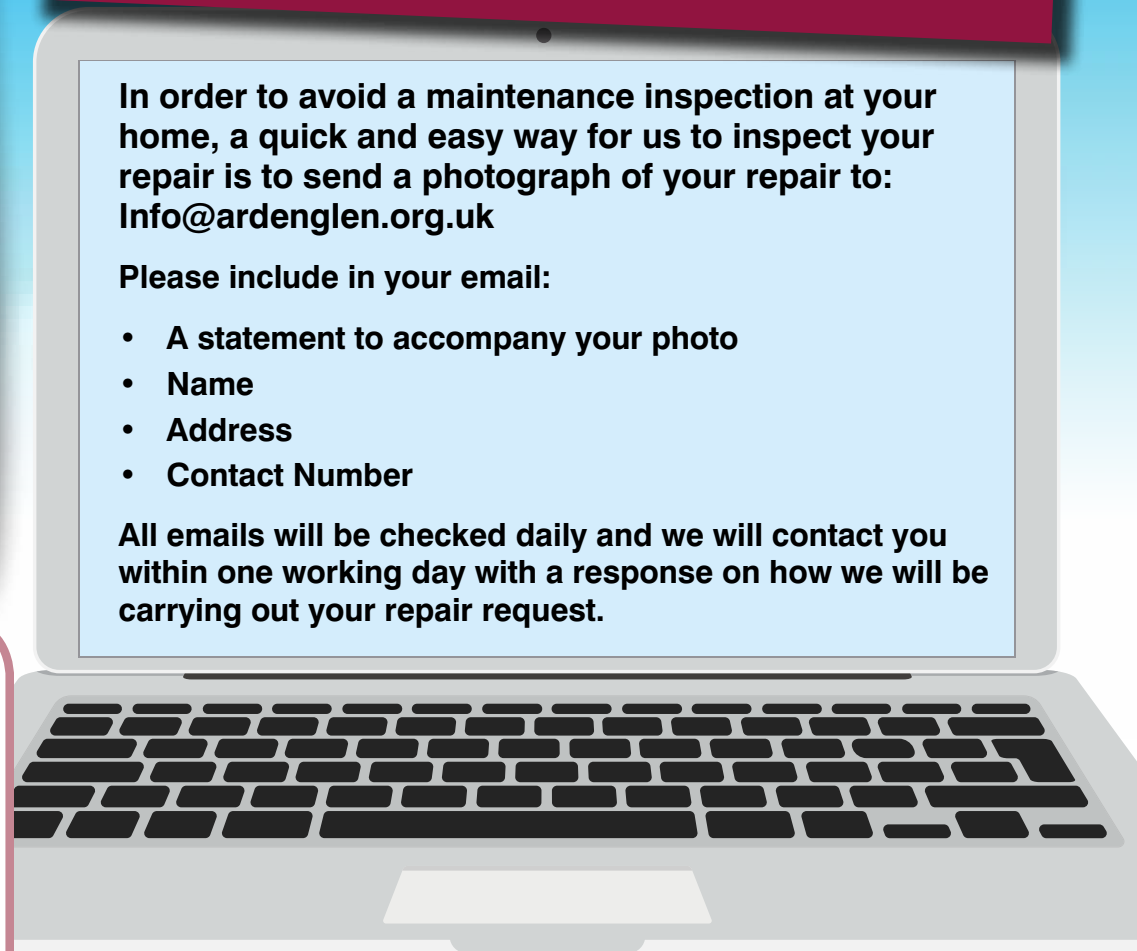 In order to avoid a maintenance inspection at your
home, a quick and easy way for us to inspect your
repair is to send a photograph of your repair to:
Info@ardenglen.org.uk
Please include in your email:
• A statement to accompany your photo
• Name
• Address
• Contact Number
All emails will be checked daily and we will contact you
within one working day with a response on how we will be
carrying out your repair request.